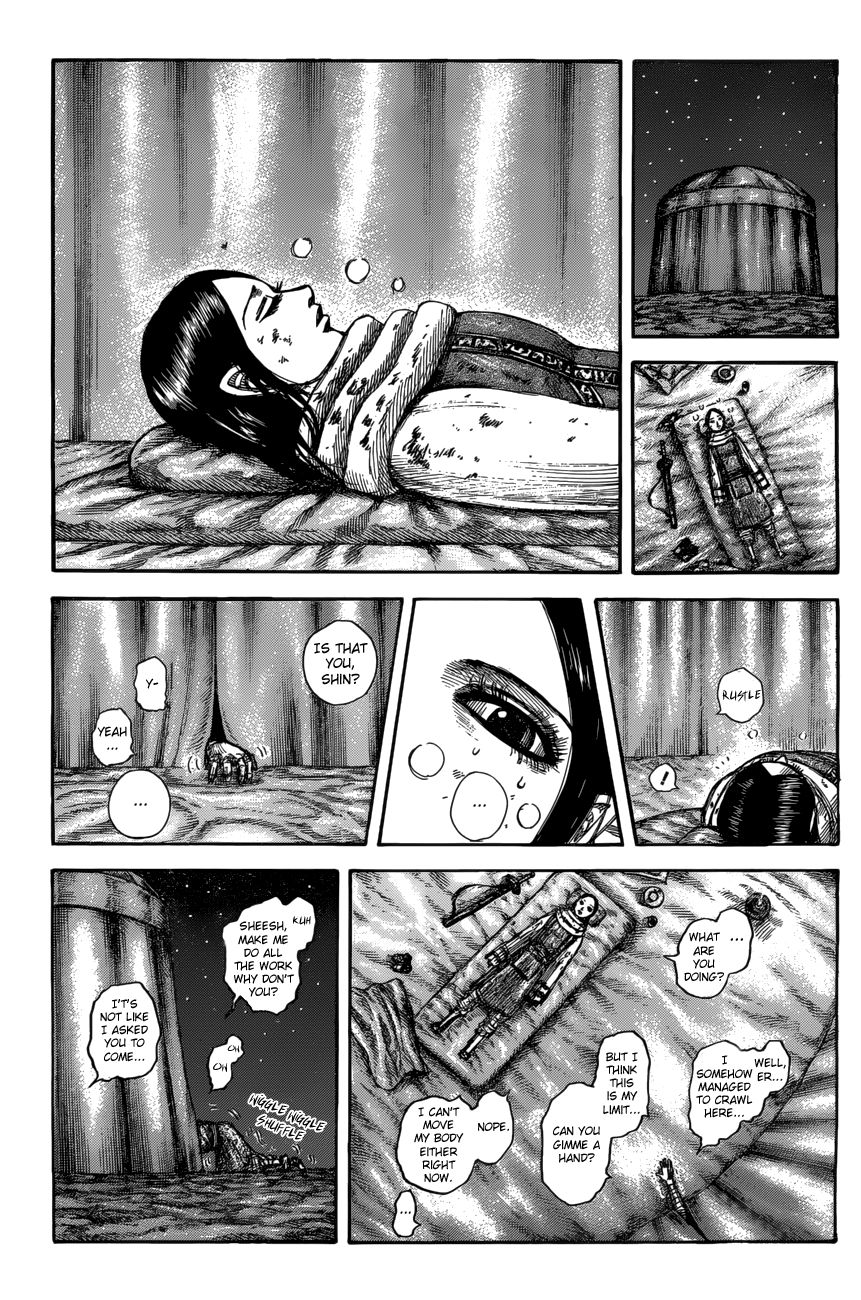 RUSTLE
!
...
IS THAT
YOU,
SHIN?
Y-
YEAH
...
...
...
WHAT
ARE
YOU
DOING?
WELL,
ER...
I
SOMEHOW
MANAGED
TO CRAWL
HERE...
BUT I
THINK
THIS
IS MY
LIMIT...
CAN YOU
GIMME A
HAND?
NOPE.
I CAN'T
MOVE
MY BODY
EITHER
RIGHT
NOW.
...
KUH
SHEESH,
MAKE ME
DO ALL
THE WORK
WHY DON'T
YOU?
OH
OH
I'T'S
NOT LIKE
I ASKED
YOU TO
COME...
WIGGLE WIGGLE
SHUFFLE